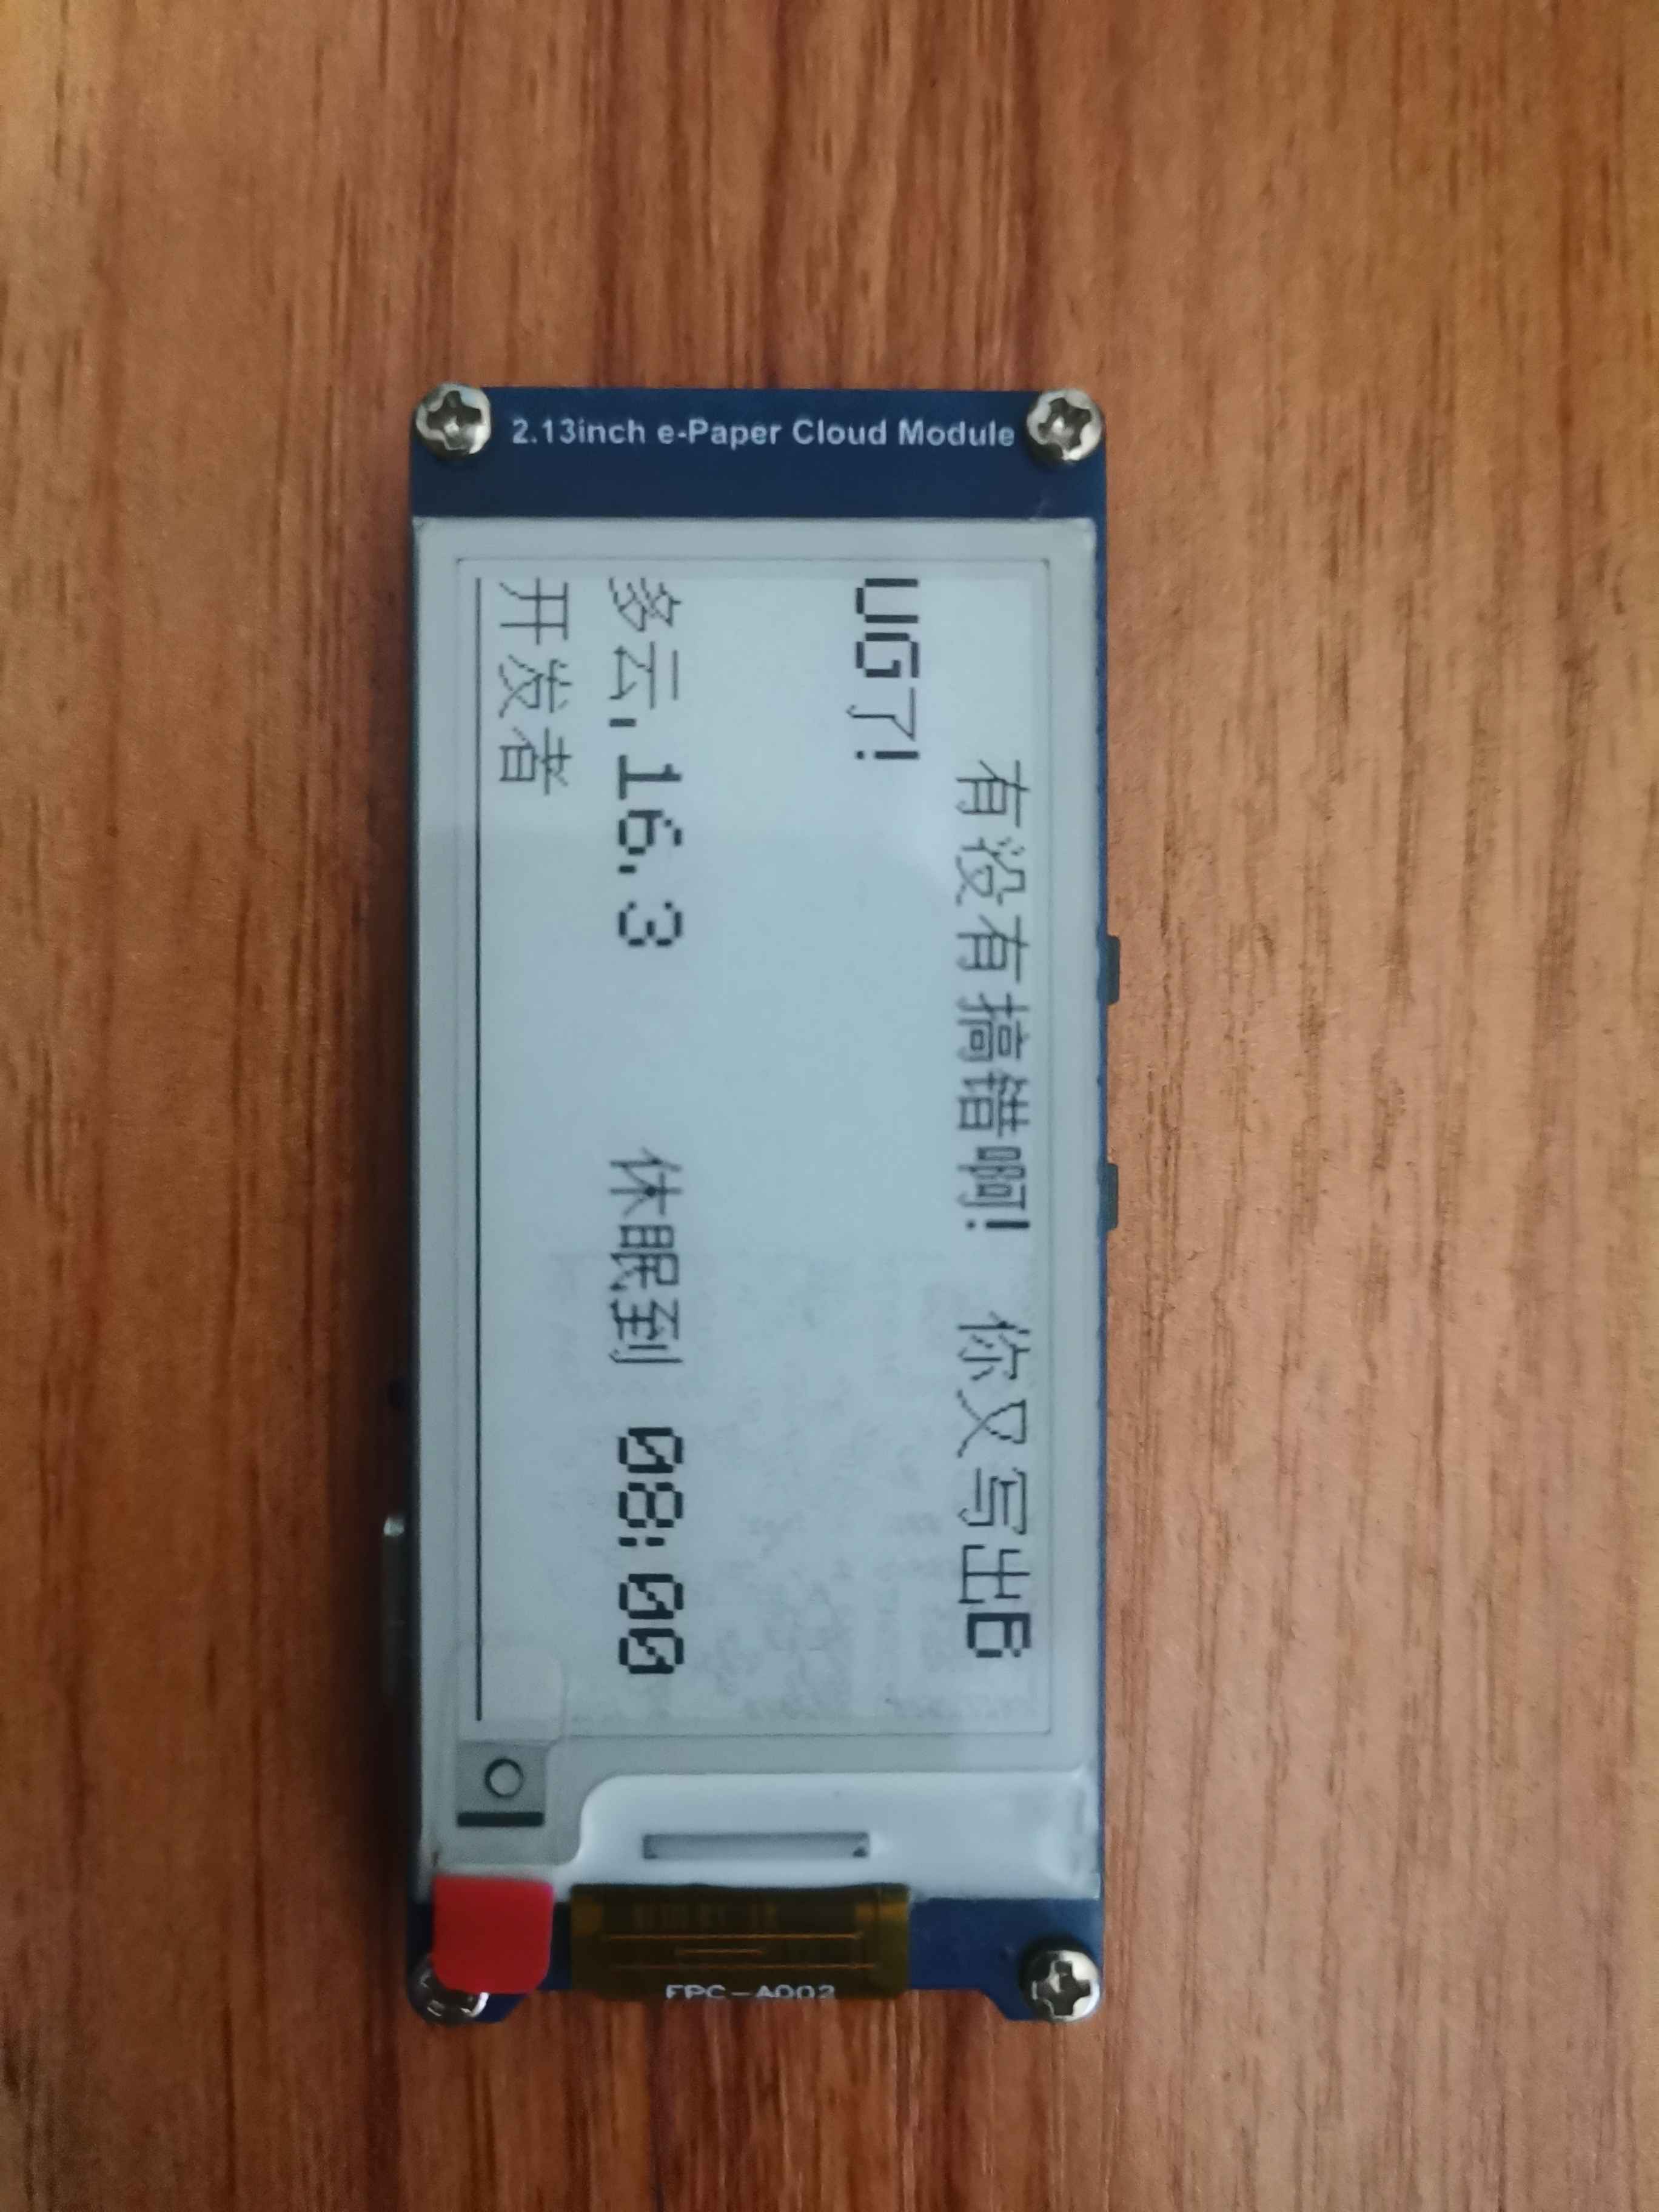 有没有搞错啊! 你又写出B
UG了!
多云,16.3 休眠到 08:00
开发者
2.13inch e-Paper Cloud Module
FPC-A002